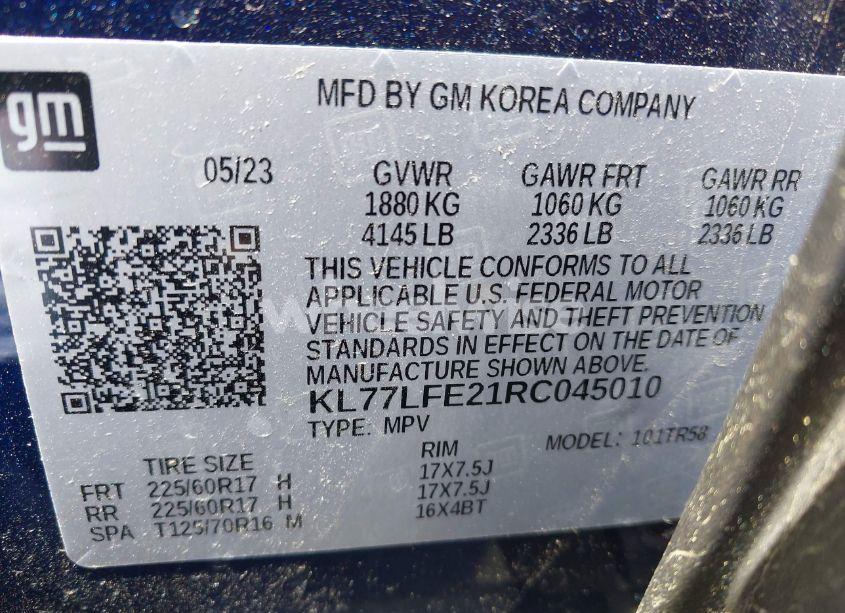 gm
MFD BY GM KOREA COMPANY
05/23 GVWR GAWR FRT GAWR RR
1880 KG 1060 KG 1060 KG
4145 LB 2336 LB 2336 LB
THIS VEHICLE CONFORMS TO ALL
APPLICABLE U.S. FEDERAL MOTOR
VEHICLE SAFETY AND THEFT PREVENTION
STANDARDS IN EFFECT ON THE DATE OF
MANUFACTURE SHOWN ABOVE.
KL77LFE21RC045010
TYPE: MPV MODEL: 101TR58
TIRE SIZE RIM
FRT 225/60R17 H 17X7.5J
RR 225/60R17 H 17X7.5J
SPA T125/70R16 M 16X4BT